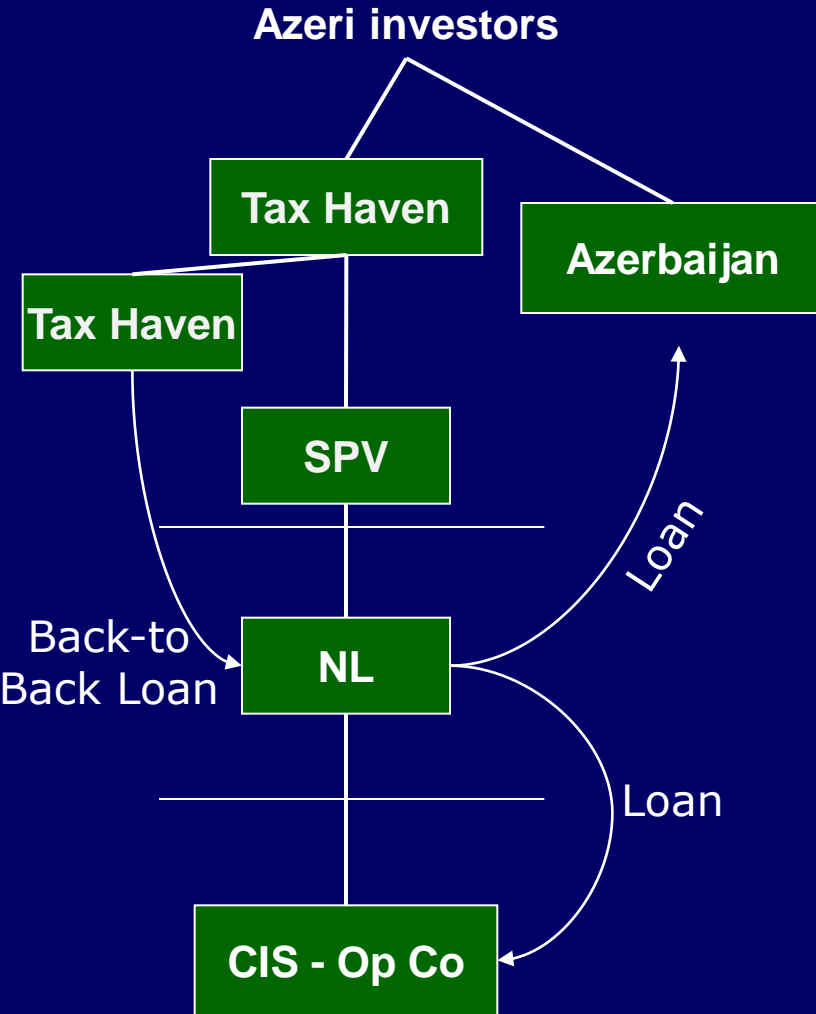 Azeri investors
Tax Haven
Azerbaijan
Tax Haven
SPV
Loan
Back-to
Back Loan
NL
Loan
CIS - Op Co